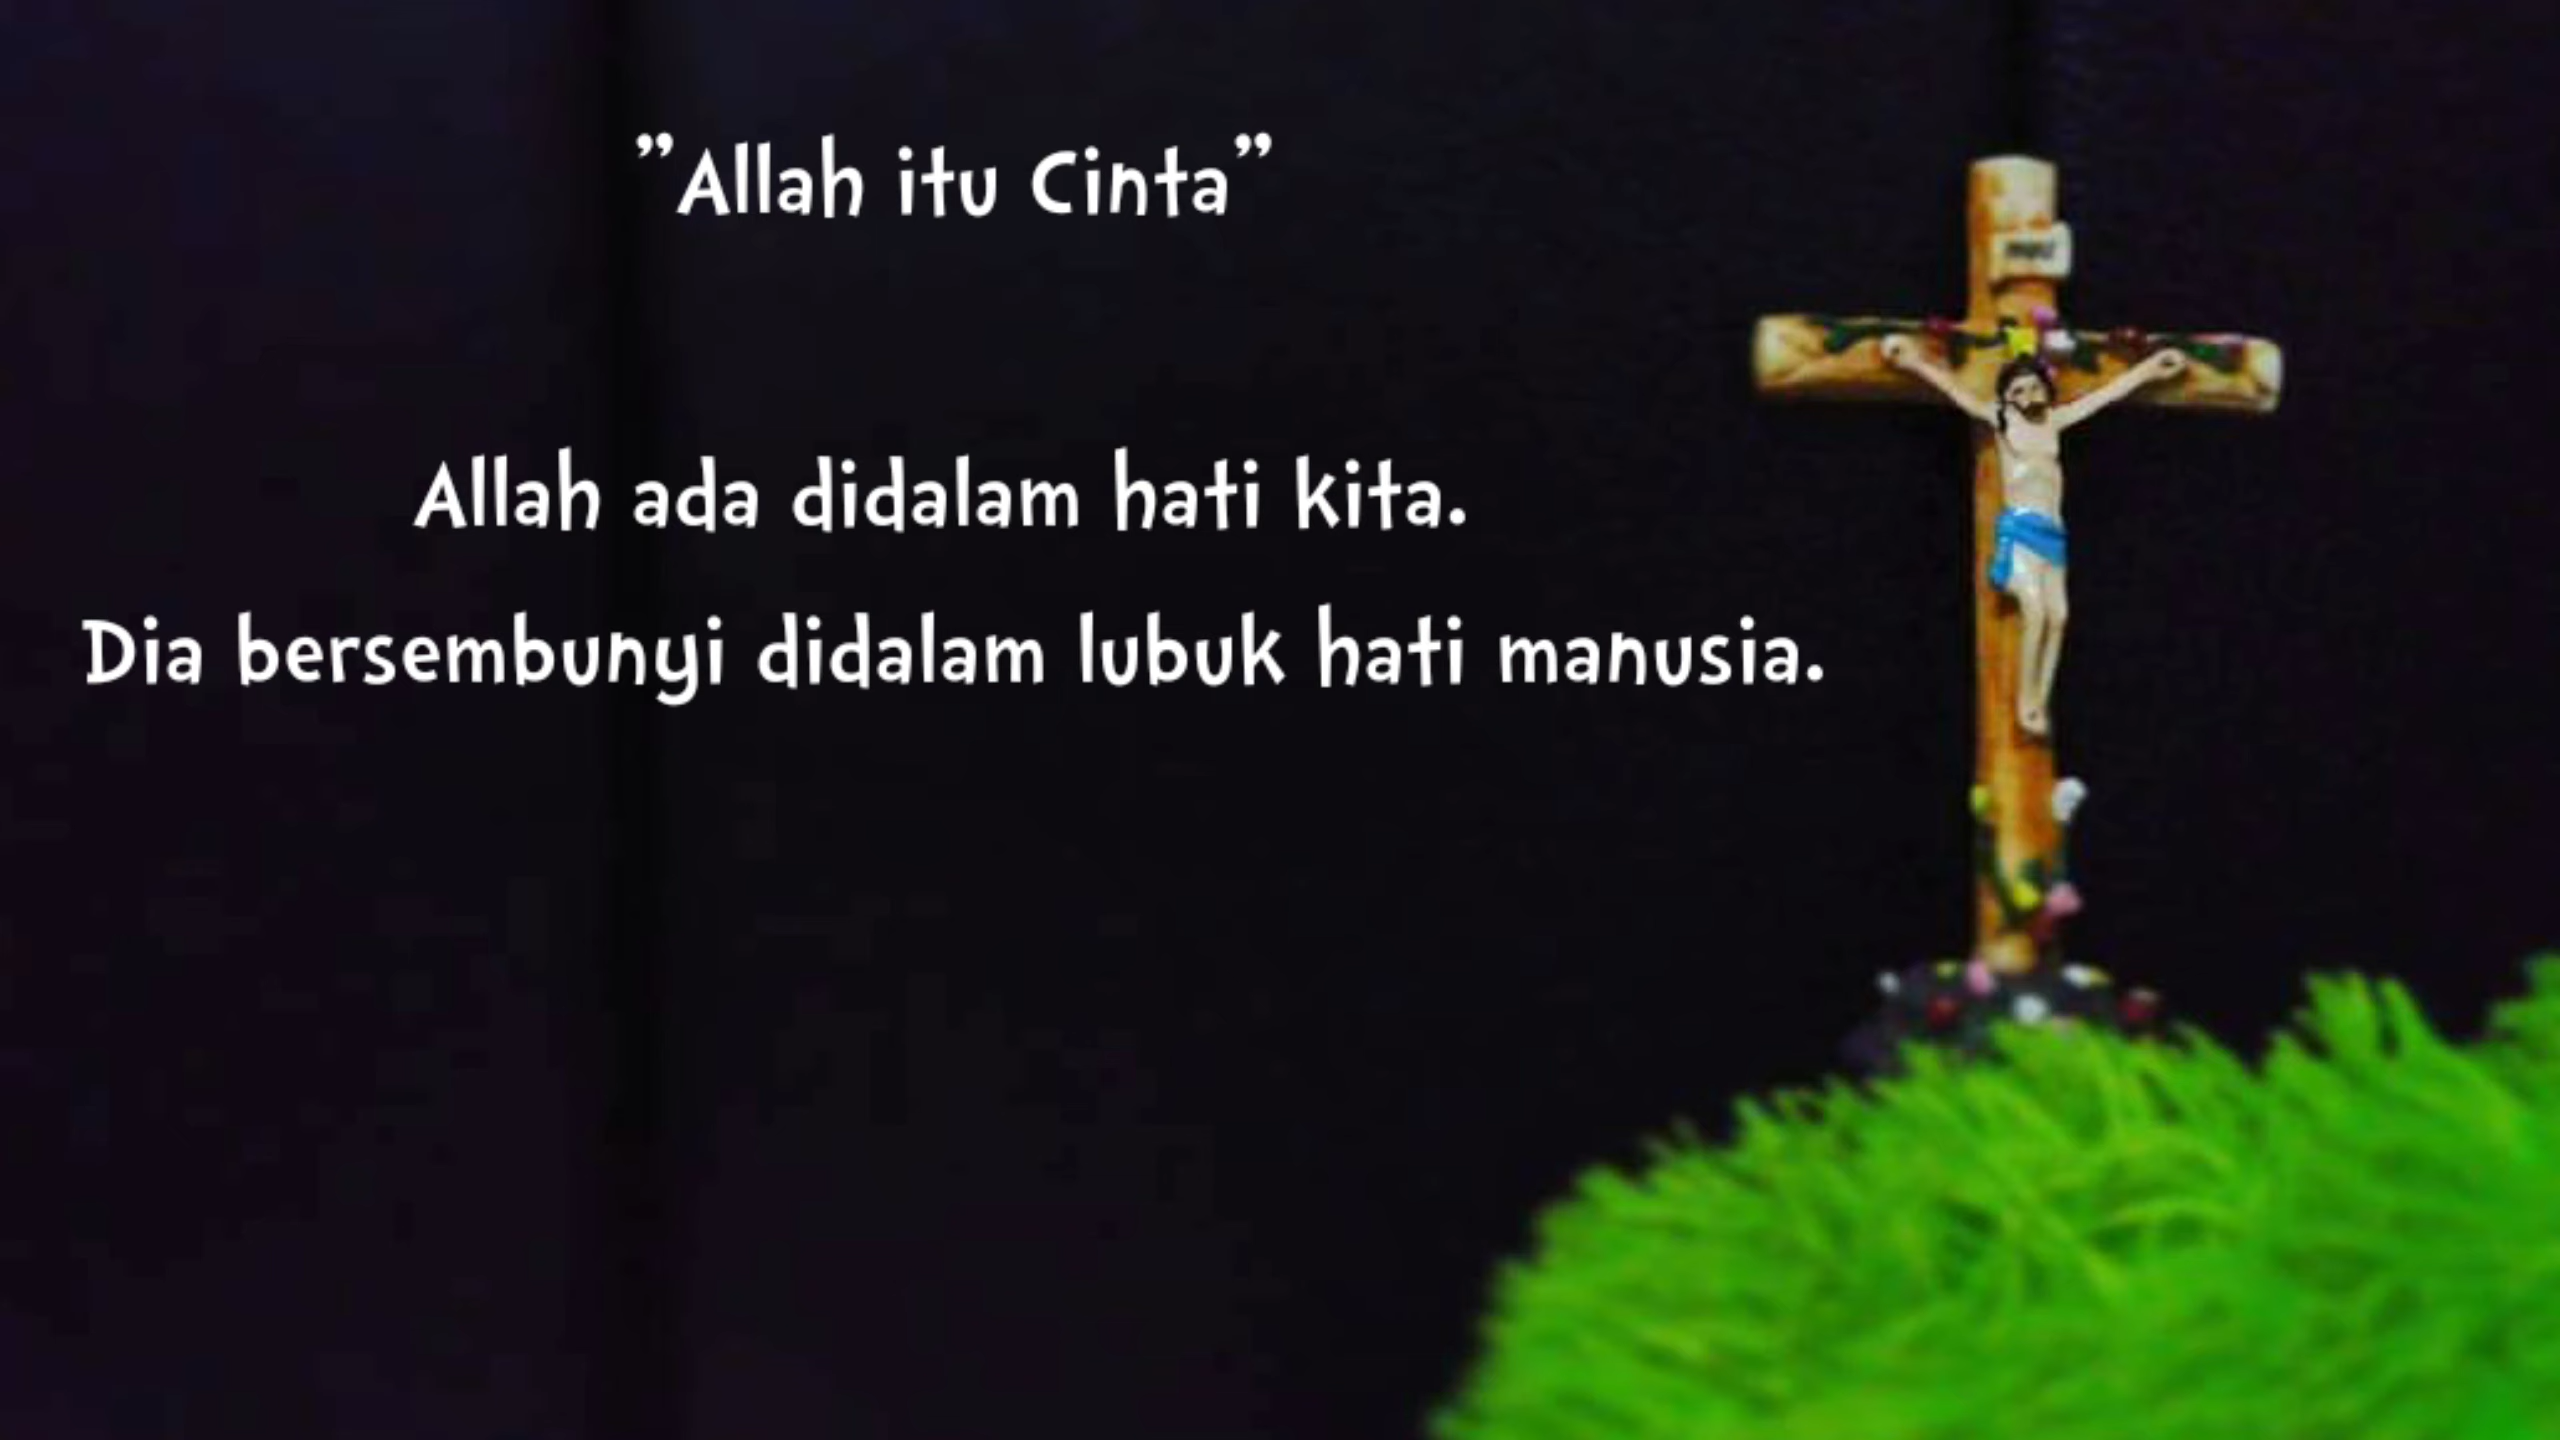 ”Allah itu Cinta”
Allah ada didalam hati kita.
Dia bersembunyi didalam lubuk hati manusia.